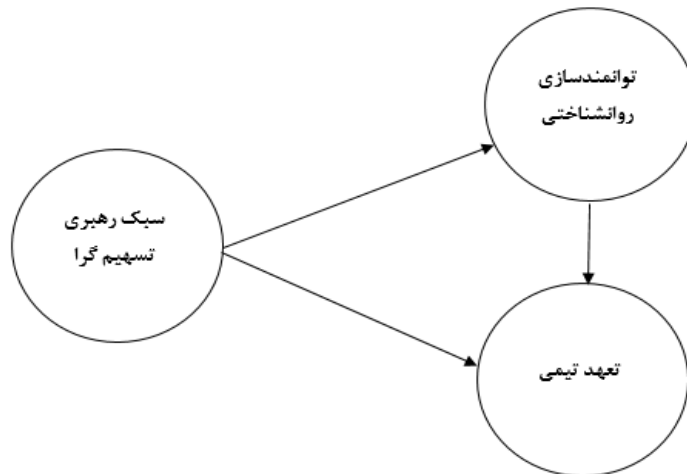 توانمندسازی
روانشناختی
سبک رهبری
تسهیم گرا
تعهد تیمی